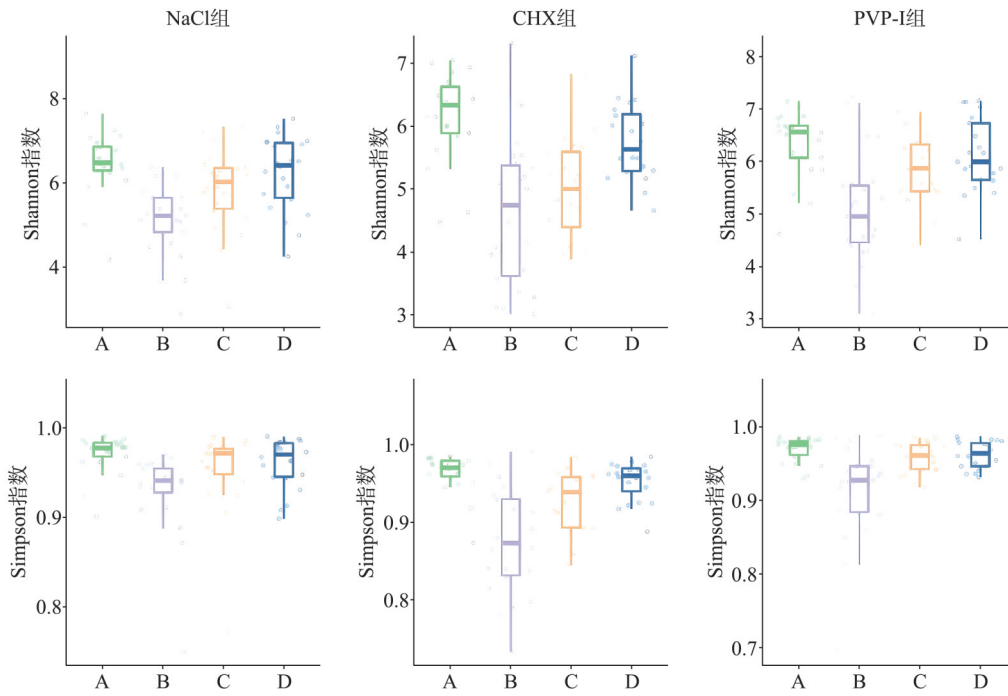 NaCl组 CHX组 PVP-I组
Shannon指数
8
6
4
A B C D
Shannon指数
7
6
5
4
3
A B C D
Shannon指数
8
7
6
5
4
3
A B C D
Simpson指数
1.0
0.9
0.8
A B C D
Simpson指数
1.0
0.9
0.8
A B C D
Simpson指数
1.0
0.9
0.8
0.7
A B C D